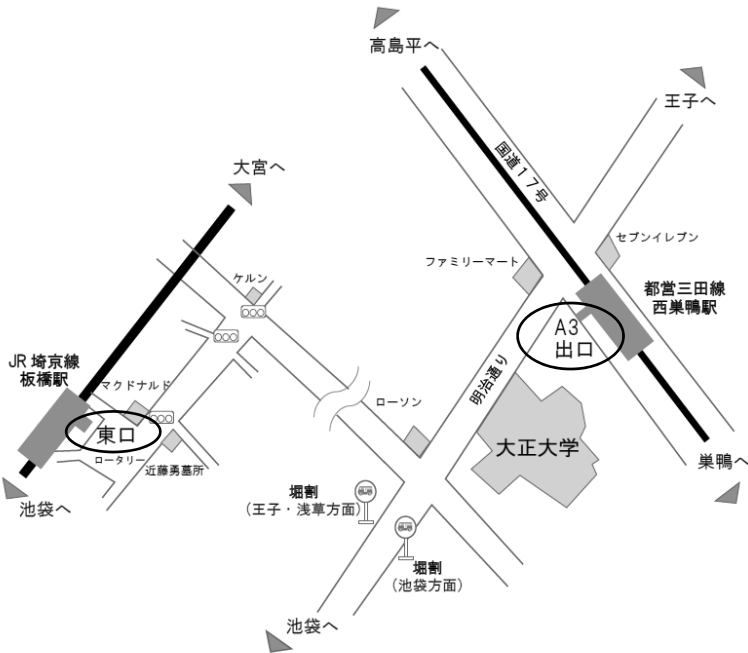 高島平へ
王子へ
国道17号
大宮へ
セブンイレブン
ファミリーマート
ケルン
都営三田線
西巣鴨駅
A3
出口
JR 埼京線
板橋駅
マクドナルド
明治通り
ローソン
東口
大正大学
ロータリー
近藤勇墓所
巣鴨へ
池袋へ
堀割
(王子・浅草方面)
堀割
(池袋方面)
池袋へ